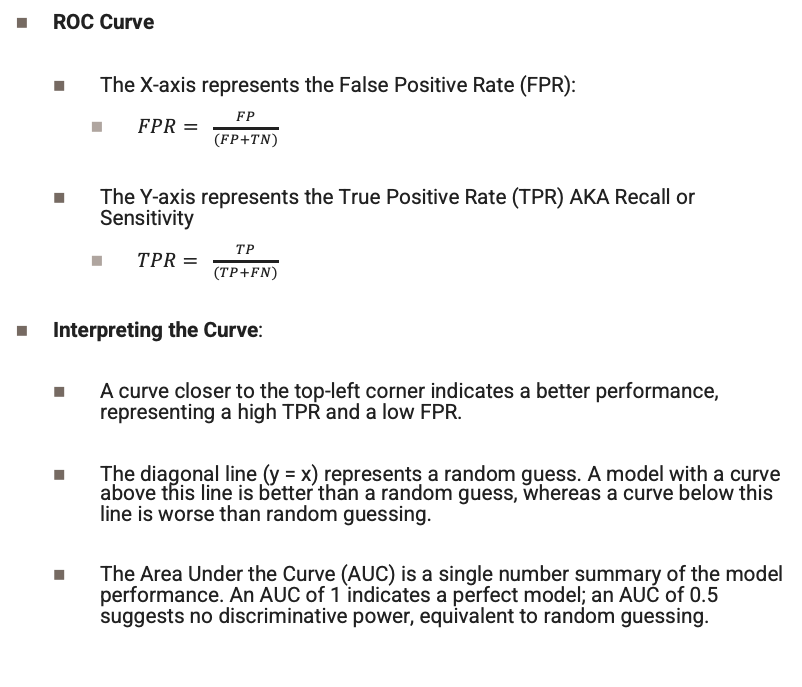 ROC Curve
The X-axis represents the False Positive Rate (FPR):
FPR = FP/(FP+TN)
The Y-axis represents the True Positive Rate (TPR) AKA Recall or
Sensitivity
TPR = TP/(TP+FN)
Interpreting the Curve:
A curve closer to the top-left corner indicates a better performance,
representing a high TPR and a low FPR.
The diagonal line (y = x) represents a random guess. A model with a curve
above this line is better than a random guess, whereas a curve below this
line is worse than random guessing.
The Area Under the Curve (AUC) is a single number summary of the model
performance. An AUC of 1 indicates a perfect model; an AUC of 0.5
suggests no discriminative power, equivalent to random guessing.